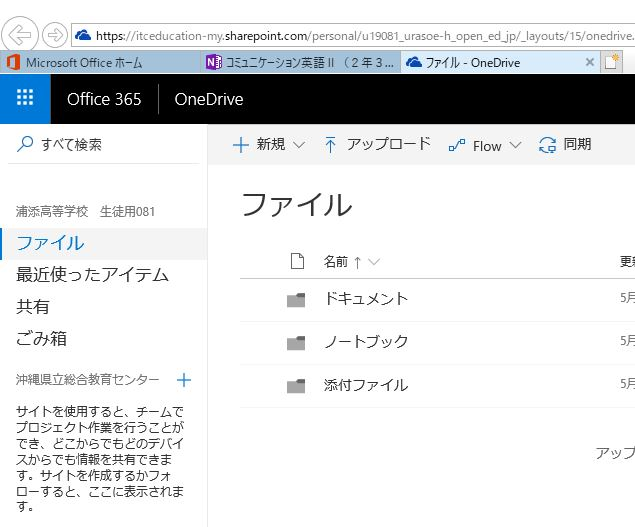 https://itceducation-my.sharepoint.com/personal/u19081_urasoe-h_open_ed_jp/_layouts/15/onedrive.
Microsoft Office ホーム
コミュニケーション英語Ⅱ（２年３...
ファイル - OneDrive
Office 365
OneDrive
すべて検索
新規
アップロード
Flow
同期
浦添高等学校 生徒用081
ファイル
最近使ったアイテム
共有
ごみ箱
沖縄県立総合教育センター
サイトを使用すると、チームで
プロジェクト作業を行うことが
でき、どこからでもどのデバイ
スからでも情報を共有できま
す。サイトを作成するかフォ
ローすると、ここに表示されま
す。
ファイル
名前
更新
ドキュメント
5月
ノートブック
5月
添付ファイル
5月
アップ